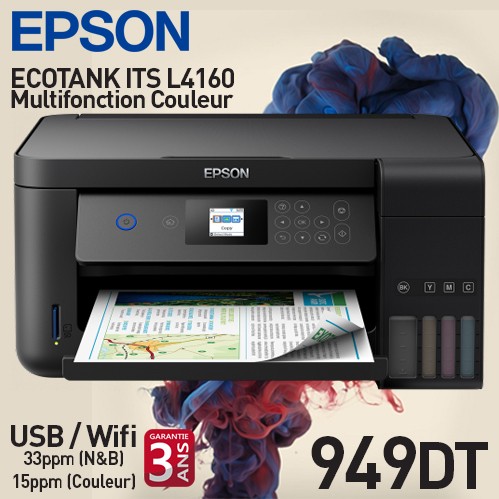 EPSON
ECOTANK ITS L4160
Multifonction Couleur
EPSON
Copy
BK Y M C
USB / Wifi
33ppm (N&B)
15ppm (Couleur)
GARANTIE
3 ANS
949DT